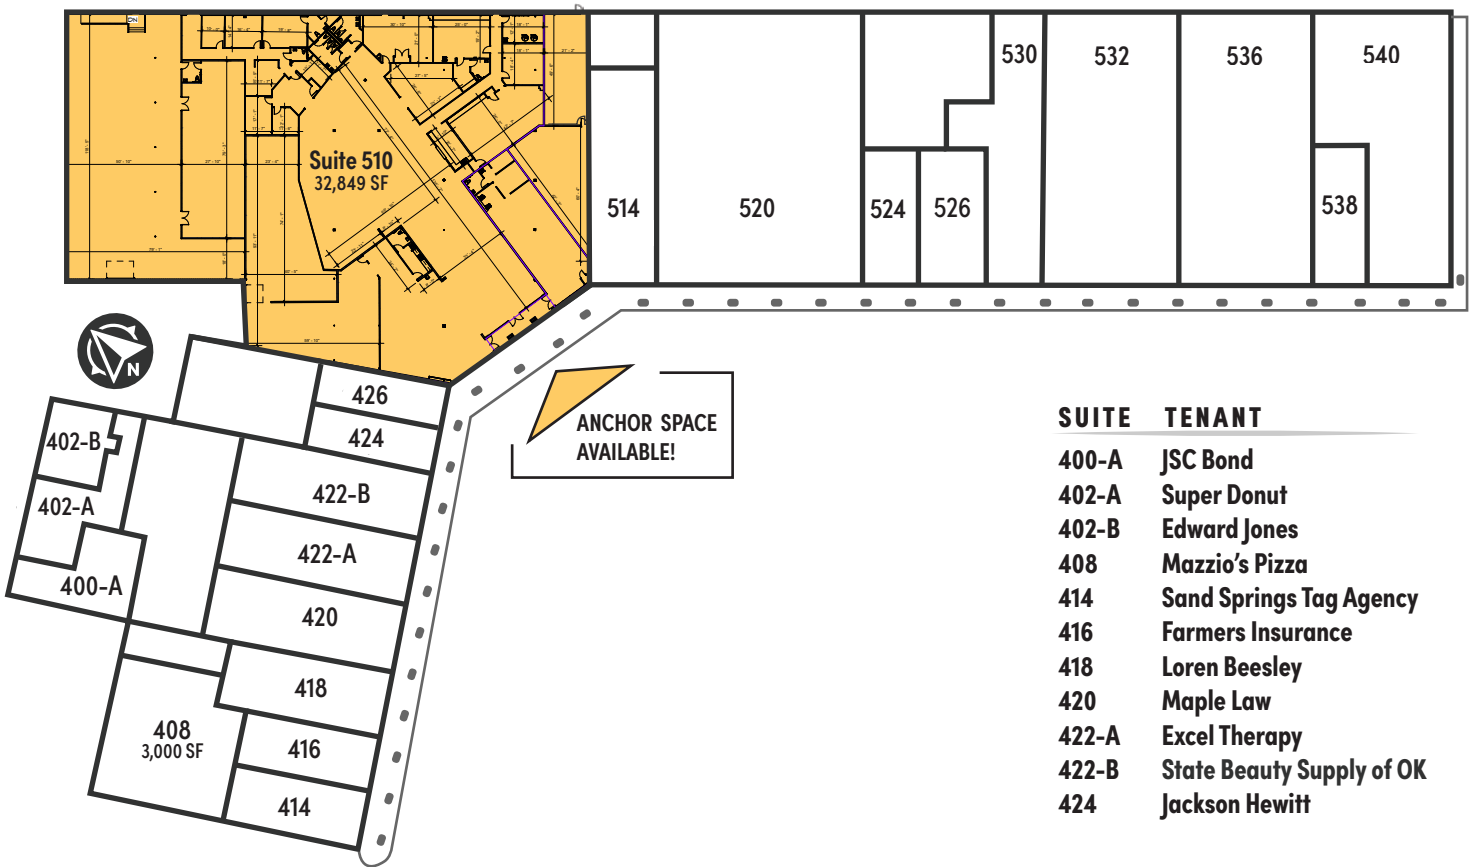 530
532
536
540
Suite 510
32,849 SF
514
520
524
526
538
N
426
424
422-B
422-A
420
418
416
414
408
3,000 SF
402-B
402-A
400-A
ANCHOR SPACE
AVAILABLE!
SUITE TENANT
400-A JSC Bond
402-A Super Donut
402-B Edward Jones
408 Mazzio's Pizza
414 Sand Springs Tag Agency
416 Farmers Insurance
418 Loren Beesley
420 Maple Law
422-A Excel Therapy
422-B State Beauty Supply of OK
424 Jackson Hewitt